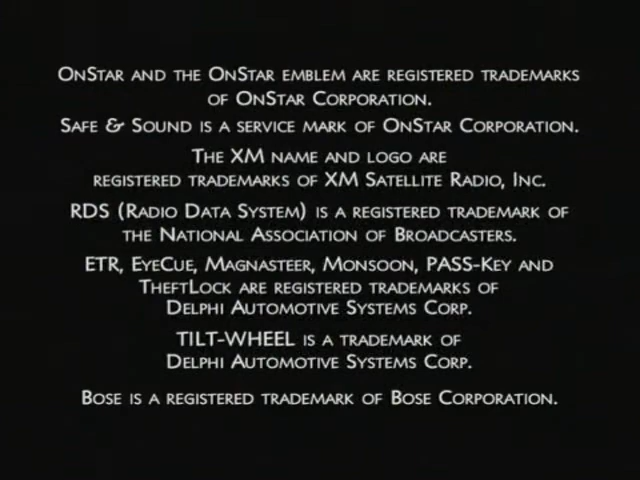 OnStar and the OnStar emblem are registered trademarks
of OnStar Corporation.
Safe & Sound is a service mark of OnStar Corporation.
The XM name and logo are
registered trademarks of XM Satellite Radio, Inc.
RDS (Radio Data System) is a registered trademark of
the National Association of Broadcasters.
ETR, EyeCue, Magnasteer, Monsoon, PASS-Key and
TheftLock are registered trademarks of
Delphi Automotive Systems Corp.
TILT-WHEEL is a trademark of
Delphi Automotive Systems Corp.
Bose is a registered trademark of Bose Corporation.